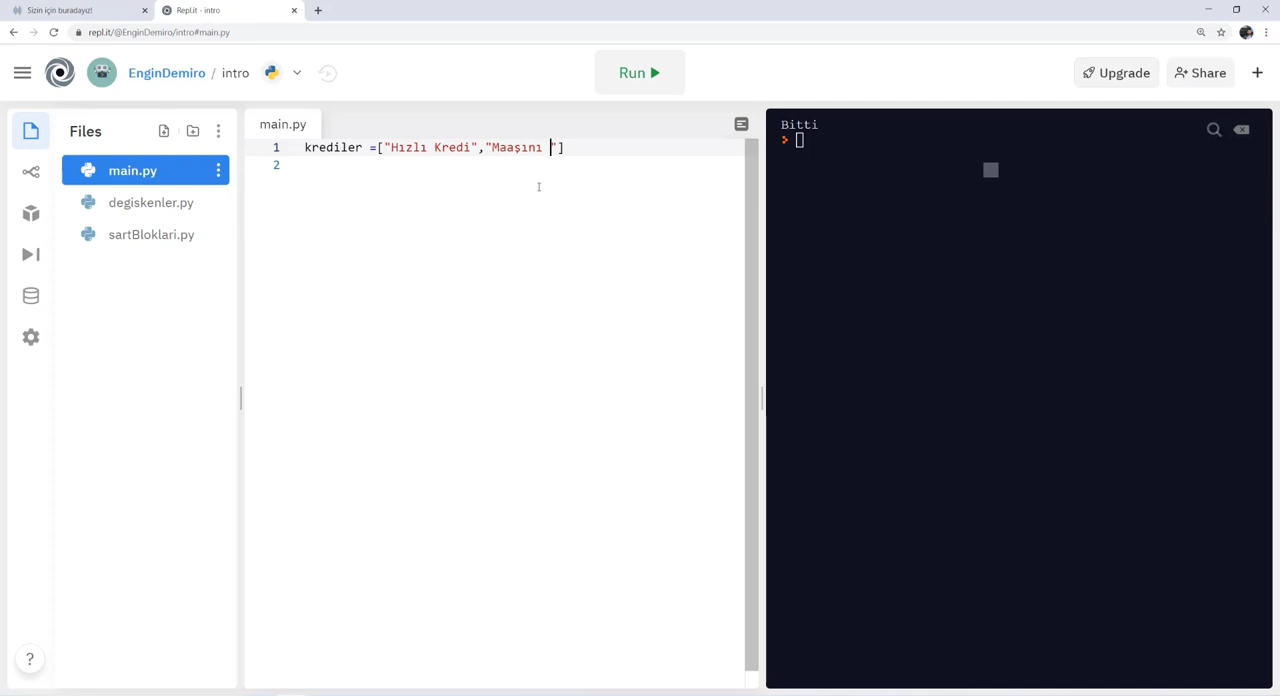 Sizin için buradayız!
Repl.it - intro
repl.it/@EnginDemiro/intro#main.py
EnginDemiro / intro
Run
Upgrade
Share
Files
main.py
degiskenler.py
sartBloklari.py
main.py
1 krediler =["Hızlı Kredi","Maaşını "]
2
Bitti
?